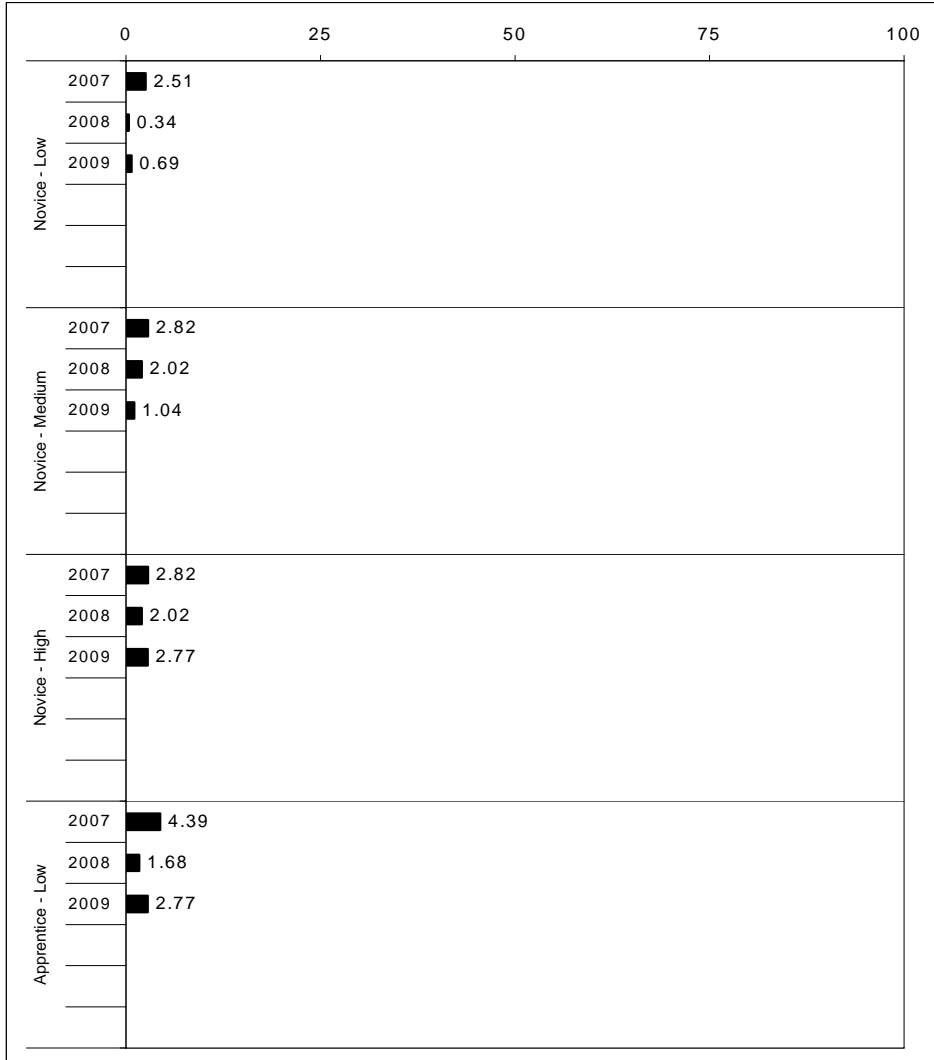 0 25 50 75 100
Novice - Low
2007 2.51
2008 0.34
2009 0.69
Novice - Medium
2007 2.82
2008 2.02
2009 1.04
Novice - High
2007 2.82
2008 2.02
2009 2.77
Apprentice - Low
2007 4.39
2008 1.68
2009 2.77